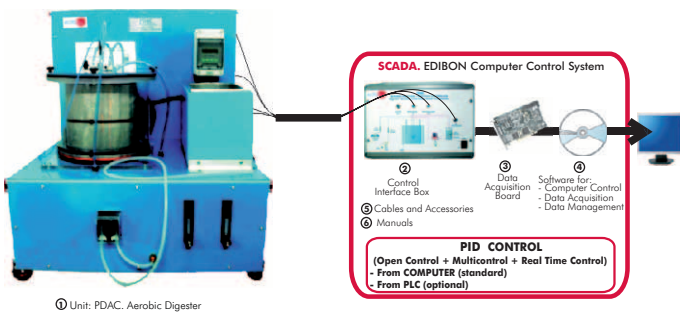 SCADA. EDIBON Computer Control System
②
Control
Interface Box
③
Data
Acquisition
Board
④
Software for:
- Computer Control
- Data Acquisition
- Data Management
⑤ Cables and Accessories
⑥ Manuals
PID CONTROL
(Open Control + Multicontrol + Real Time Control)
- From COMPUTER (standard)
- From PLC (optional)
① Unit: PDAC. Aerobic Digester